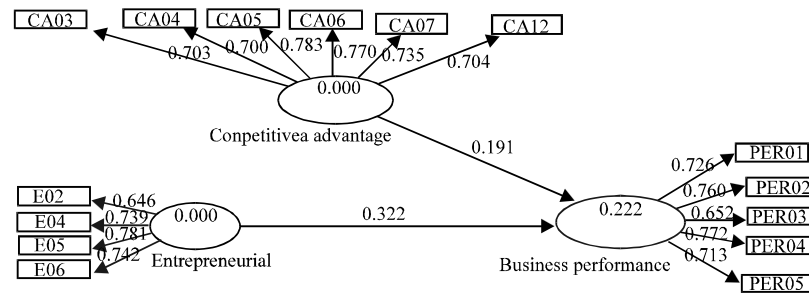 CA03 CA04 CA05 CA06 CA07 CA12
0.703 0.700 0.783 0.770 0.735 0.704
0.000
Conpetitivea advantage
0.191
PER01
0.726
E02 0.646
0.760 PER02
E04 0.739
0.000
0.322
0.222
0.652 PER03
E05 0.781
0.772 PER04
E06 0.742
Entrepreneurial
Business performance
0.713
PER05